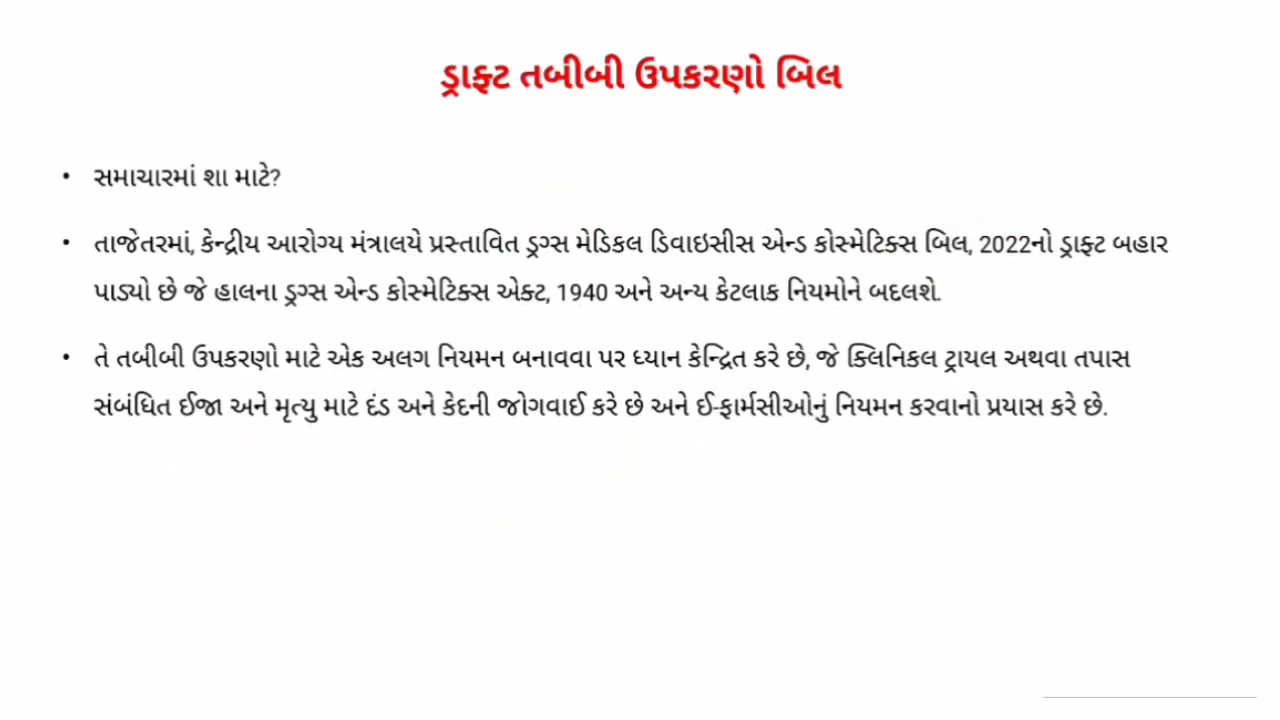 ડ્રાફ્ટ તબીબી ઉપકરણો બિલ
• સમાચારમાં શા માટે?
• તાજેતરમાં, કેન્દ્રીય આરોગ્ય મંત્રાલયે પ્રસ્તાવિત ડ્રગ્સ મેડિકલ ડિવાઇસીસ એન્ડ કોસ્મેટિક્સ બિલ, 2022નો ડ્રાફ્ટ બહાર
પાડ્યો છે જે હાલના ડ્રગ્સ એન્ડ કોસ્મેટિક્સ એક્ટ, 1940 અને અન્ય કેટલાક નિયમોને બદલશે.
• તે તબીબી ઉપકરણો માટે એક અલગ નિયમન બનાવવા પર ધ્યાન કેન્દ્રિત કરે છે, જે ક્લિનિકલ ટ્રાયલ અથવા તપાસ
સંબંધિત ઈજા અને મૃત્યુ માટે દંડ અને કેદની જોગવાઈ કરે છે અને ઈ-ફાર્મસીઓનું નિયમન કરવાનો પ્રયાસ કરે છે.